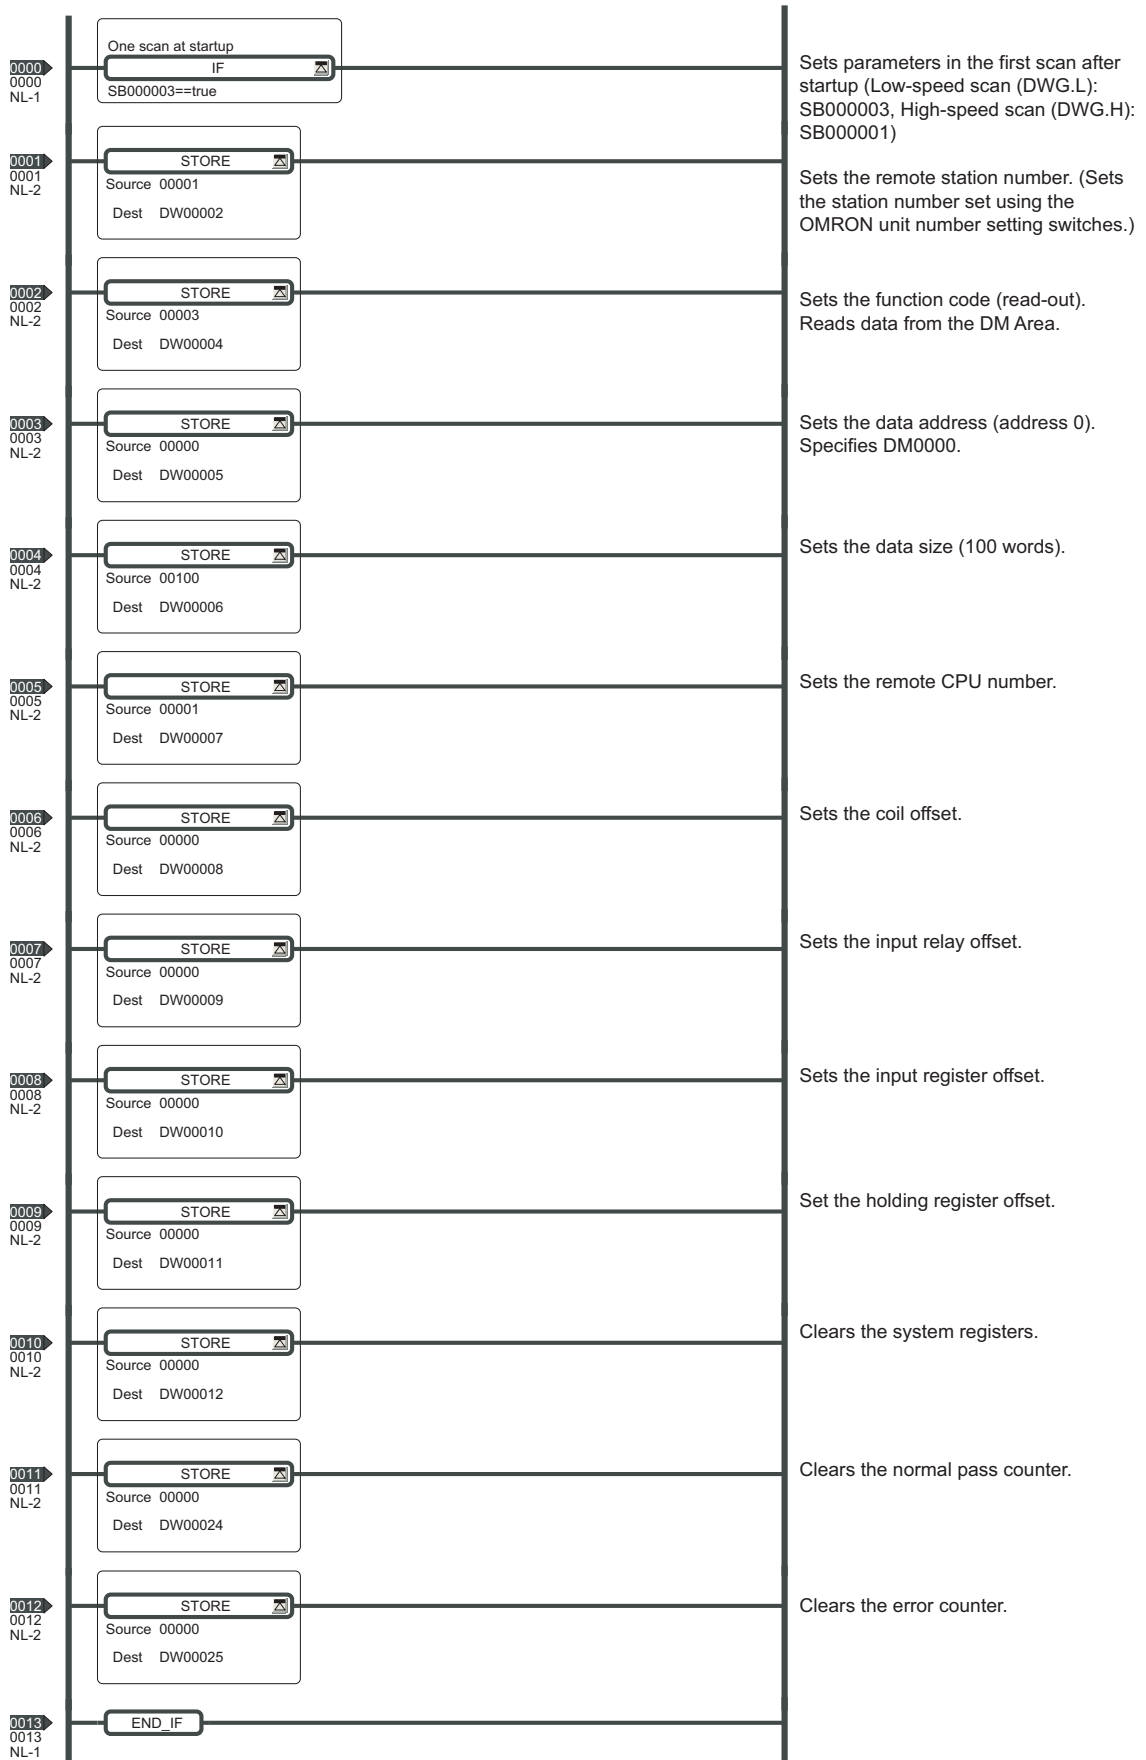 One scan at startup
0000
0000
NL-1
IF
SB000003==true
Sets parameters in the first scan after
startup (Low-speed scan (DWG.L):
SB000003, High-speed scan (DWG.H):
SB000001)
0001
0001
NL-2
STORE
Source 00001
Dest DW00002
Sets the remote station number. (Sets
the station number set using the
OMRON unit number setting switches.)
0002
0002
NL-2
STORE
Source 00003
Dest DW00004
Sets the function code (read-out).
Reads data from the DM Area.
0003
0003
NL-2
STORE
Source 00000
Dest DW00005
Sets the data address (address 0).
Specifies DM0000.
0004
0004
NL-2
STORE
Source 00100
Dest DW00006
Sets the data size (100 words).
0005
0005
NL-2
STORE
Source 00001
Dest DW00007
Sets the remote CPU number.
0006
0006
NL-2
STORE
Source 00000
Dest DW00008
Sets the coil offset.
0007
0007
NL-2
STORE
Source 00000
Dest DW00009
Sets the input relay offset.
0008
0008
NL-2
STORE
Source 00000
Dest DW00010
Sets the input register offset.
0009
0009
NL-2
STORE
Source 00000
Dest DW00011
Set the holding register offset.
0010
0010
NL-2
STORE
Source 00000
Dest DW00012
Clears the system registers.
0011
0011
NL-2
STORE
Source 00000
Dest DW00024
Clears the normal pass counter.
0012
0012
NL-2
STORE
Source 00000
Dest DW00025
Clears the error counter.
0013
0013
NL-1
END_IF